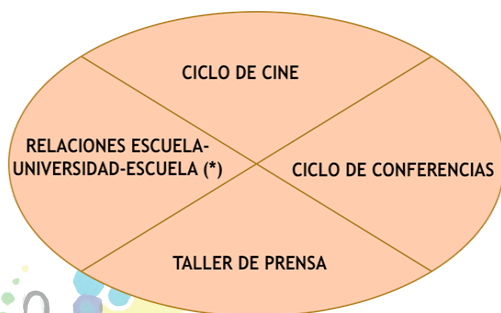 CICLO DE CINE
RELACIONES ESCUELA-
UNIVERSIDAD-ESCUELA (*)
CICLO DE CONFERENCIAS
TALLER DE PRENSA